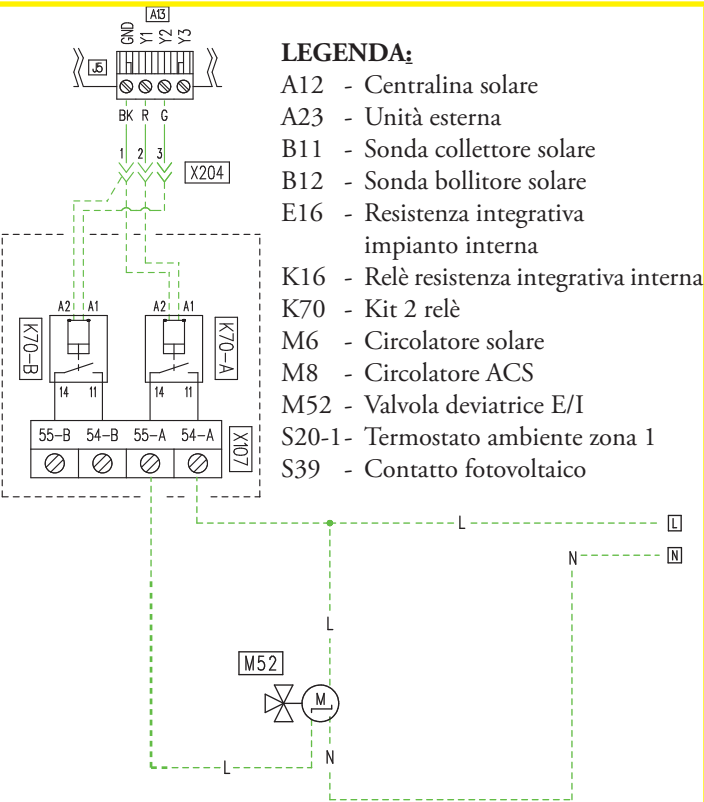 A13
GND Y1 Y2 Y3
J5
BK R G
1 2 3
X204
A2 A1 A2 A1
K70-B K70-A
14 11 14 11
55-B 54-B 55-A 54-A
X107
LEGENDA:
A12 - Centralina solare
A23 - Unità esterna
B11 - Sonda collettore solare
B12 - Sonda bollitore solare
E16 - Resistenza integrativa
impianto interna
K16 - Relè resistenza integrativa interna
K70 - Kit 2 relè
M6 - Circolatore solare
M8 - Circolatore ACS
M52 - Valvola deviatrice E/I
S20-1- Termostato ambiente zona 1
S39 - Contatto fotovoltaico
L L
N N
L
M52
M
L N